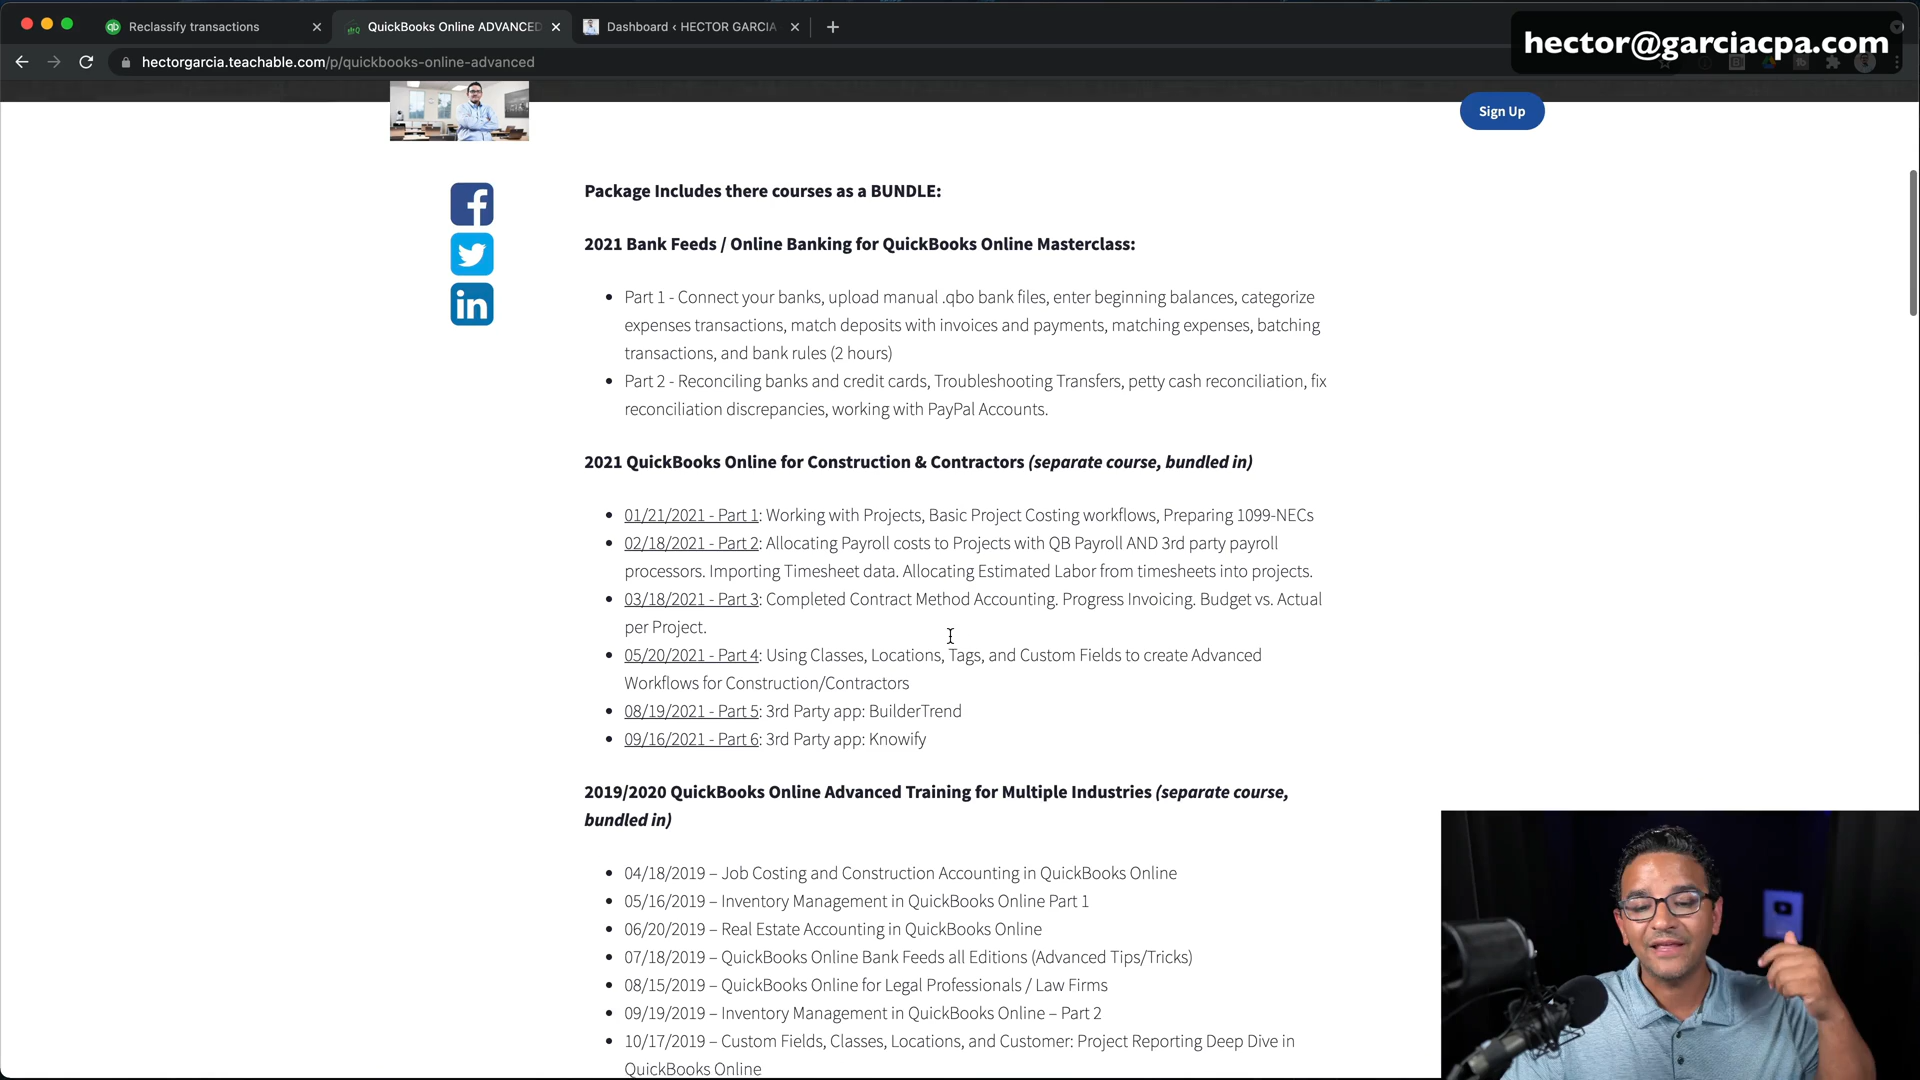 Reclassify transactions
QuickBooks Online ADVANCED
Dashboard ‹ HECTOR GARCIA
hector@garciacpa.com
hectorgarcia.teachable.com/p/quickbooks-online-advanced
Sign Up
Package Includes there courses as a BUNDLE:
2021 Bank Feeds / Online Banking for QuickBooks Online Masterclass:
Part 1 - Connect your banks, upload manual .qbo bank files, enter beginning balances, categorize
expenses transactions, match deposits with invoices and payments, matching expenses, batching
transactions, and bank rules (2 hours)
Part 2 - Reconciling banks and credit cards, Troubleshooting Transfers, petty cash reconciliation, fix
reconciliation discrepancies, working with PayPal Accounts.
2021 QuickBooks Online for Construction & Contractors (separate course, bundled in)
01/21/2021 - Part 1: Working with Projects, Basic Project Costing workflows, Preparing 1099-NECs
02/18/2021 - Part 2: Allocating Payroll costs to Projects with QB Payroll AND 3rd party payroll
processors. Importing Timesheet data. Allocating Estimated Labor from timesheets into projects.
03/18/2021 - Part 3: Completed Contract Method Accounting. Progress Invoicing. Budget vs. Actual
per Project.
05/20/2021 - Part 4: Using Classes, Locations, Tags, and Custom Fields to create Advanced
Workflows for Construction/Contractors
08/19/2021 - Part 5: 3rd Party app: BuilderTrend
09/16/2021 - Part 6: 3rd Party app: Knowify
2019/2020 QuickBooks Online Advanced Training for Multiple Industries (separate course,
bundled in)
04/18/2019 – Job Costing and Construction Accounting in QuickBooks Online
05/16/2019 – Inventory Management in QuickBooks Online Part 1
06/20/2019 – Real Estate Accounting in QuickBooks Online
07/18/2019 – QuickBooks Online Bank Feeds all Editions (Advanced Tips/Tricks)
08/15/2019 – QuickBooks Online for Legal Professionals / Law Firms
09/19/2019 – Inventory Management in QuickBooks Online – Part 2
10/17/2019 – Custom Fields, Classes, Locations, and Customer: Project Reporting Deep Dive in
QuickBooks Online